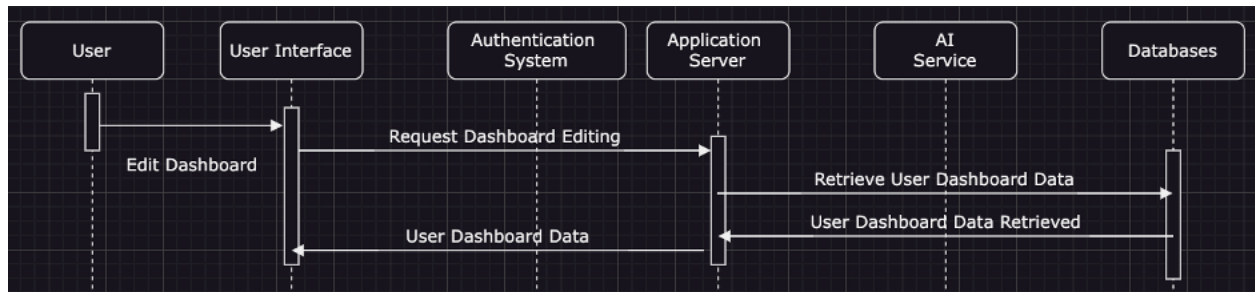 User
User Interface
Authentication
System
Application
Server
AI
Service
Databases
Edit Dashboard
Request Dashboard Editing
Retrieve User Dashboard Data
User Dashboard Data Retrieved
User Dashboard Data